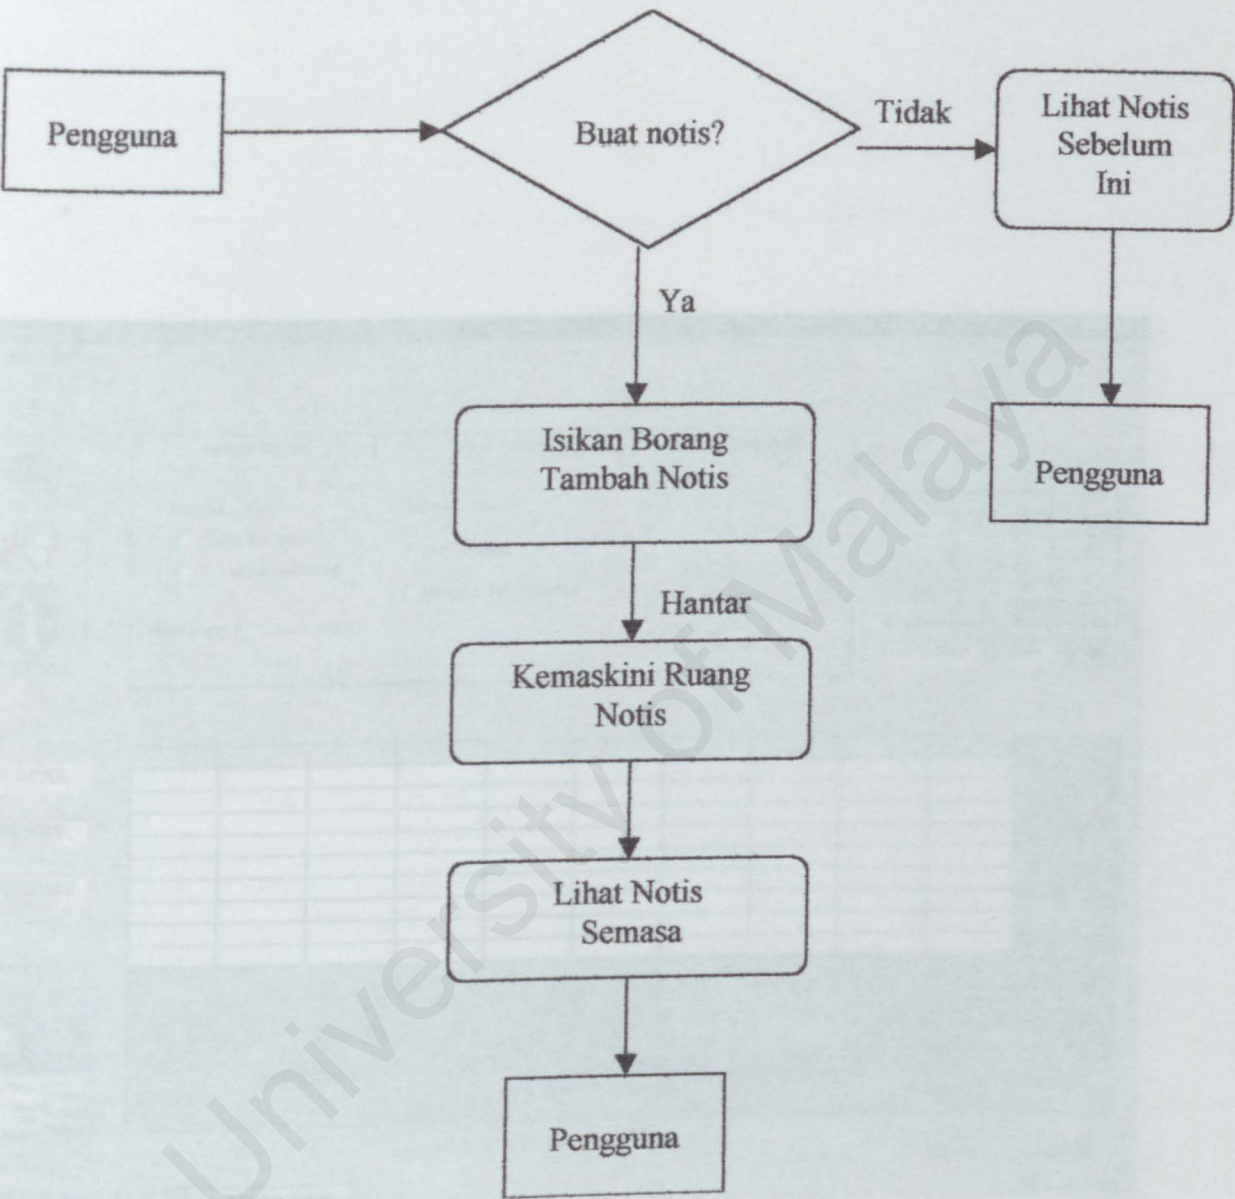 Pengguna
Buat notis?
Tidak
Lihat Notis
Sebelum
Ini
Ya
Isikan Borang
Tambah Notis
Pengguna
Hantar
Kemaskini Ruang
Notis
Lihat Notis
Semasa
Pengguna
University of Malaya